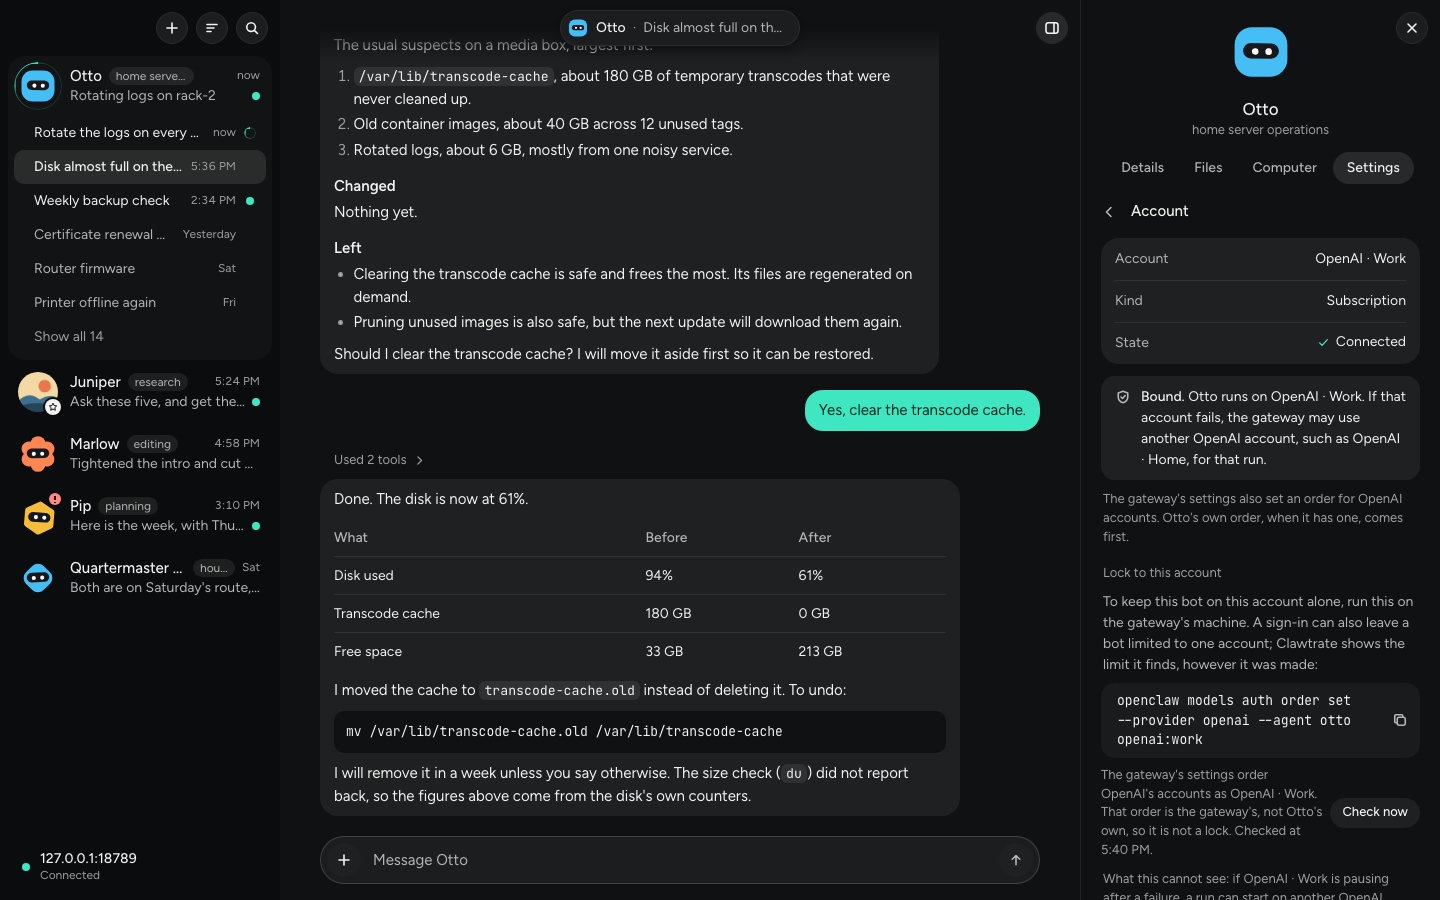 Otto home serve... now
Rotating logs on rack-2
Rotate the logs on every ... now
Disk almost full on the... 5:36 PM
Weekly backup check 2:34 PM
Certificate renewal ... Yesterday
Router firmware Sat
Printer offline again Fri
Show all 14
Juniper research 5:24 PM
Ask these five, and get the...
Marlow editing 4:58 PM
Tightened the intro and cut ...
Pip planning 3:10 PM
Here is the week, with Thu...
Quartermaster ... hou... Sat
Both are on Saturday's route,...
127.0.0.1:18789
Connected
Otto · Disk almost full on th...
The usual suspects on a media box, largest first:
1. /var/lib/transcode-cache, about 180 GB of temporary transcodes that were
never cleaned up.
2. Old container images, about 40 GB across 12 unused tags.
3. Rotated logs, about 6 GB, mostly from one noisy service.
Changed
Nothing yet.
Left
• Clearing the transcode cache is safe and frees the most. Its files are regenerated on
demand.
• Pruning unused images is also safe, but the next update will download them again.
Should I clear the transcode cache? I will move it aside first so it can be restored.
Yes, clear the transcode cache.
Used 2 tools
Done. The disk is now at 61%.
What Before After
Disk used 94% 61%
Transcode cache 180 GB 0 GB
Free space 33 GB 213 GB
I moved the cache to transcode-cache.old instead of deleting it. To undo:
mv /var/lib/transcode-cache.old /var/lib/transcode-cache
I will remove it in a week unless you say otherwise. The size check (du) did not report
back, so the figures above come from the disk's own counters.
Message Otto
Otto
home server operations
Details Files Computer Settings
Account
Account OpenAI · Work
Kind Subscription
State Connected
Bound. Otto runs on OpenAI · Work. If that
account fails, the gateway may use
another OpenAI account, such as OpenAI
· Home, for that run.
The gateway's settings also set an order for OpenAI
accounts. Otto's own order, when it has one, comes
first.
Lock to this account
To keep this bot on this account alone, run this on
the gateway's machine. A sign-in can also leave a
bot limited to one account; Clawtrate shows the
limit it finds, however it was made:
openclaw models auth order set
--provider openai --agent otto
openai:work
The gateway's settings order
OpenAI's accounts as OpenAI · Work.
That order is the gateway's, not Otto's
own, so it is not a lock. Checked at
5:40 PM.
Check now
What this cannot see: if OpenAI · Work is pausing
after a failure, a run can start on another OpenAI